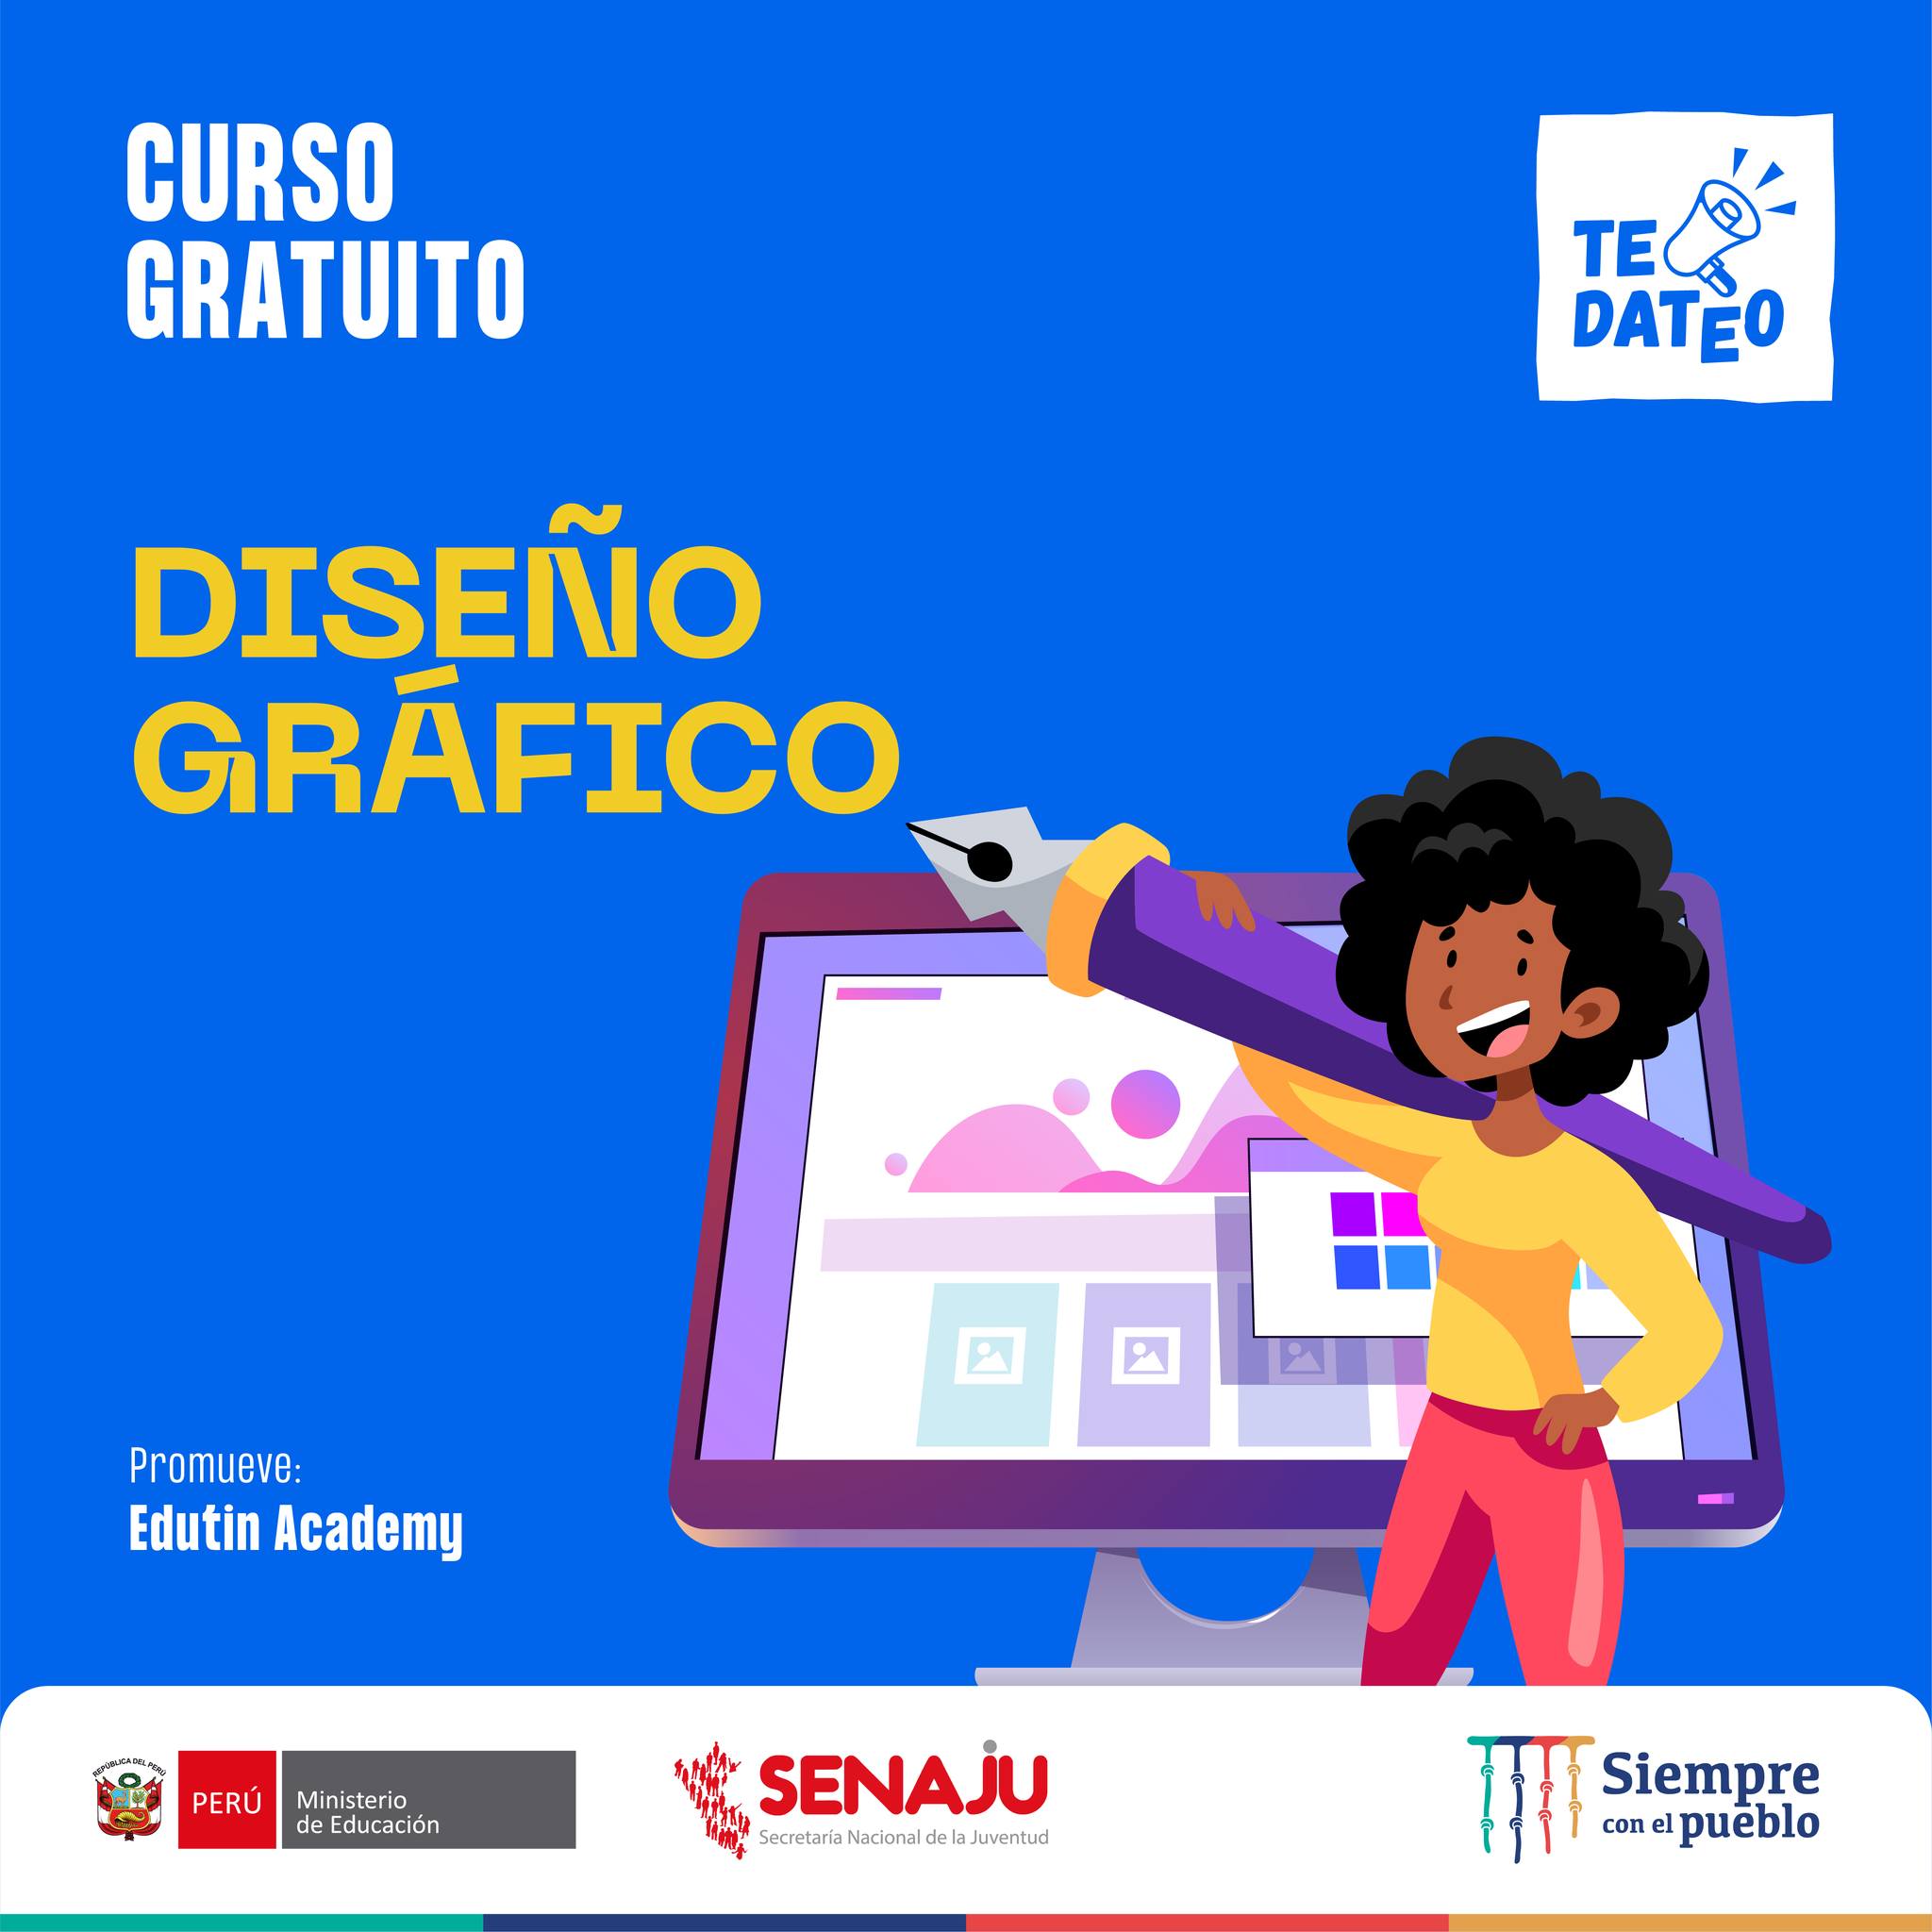 CURSO
GRATUITO
TE
DATEO
DISEÑO
GRÁFICO
Promueve:
Edutin Academy
REPÚBLICA DEL PERÚ
PERÚ
Ministerio
de Educación
SENAJU
Secretaría Nacional de la Juventud
Siempre
con el pueblo